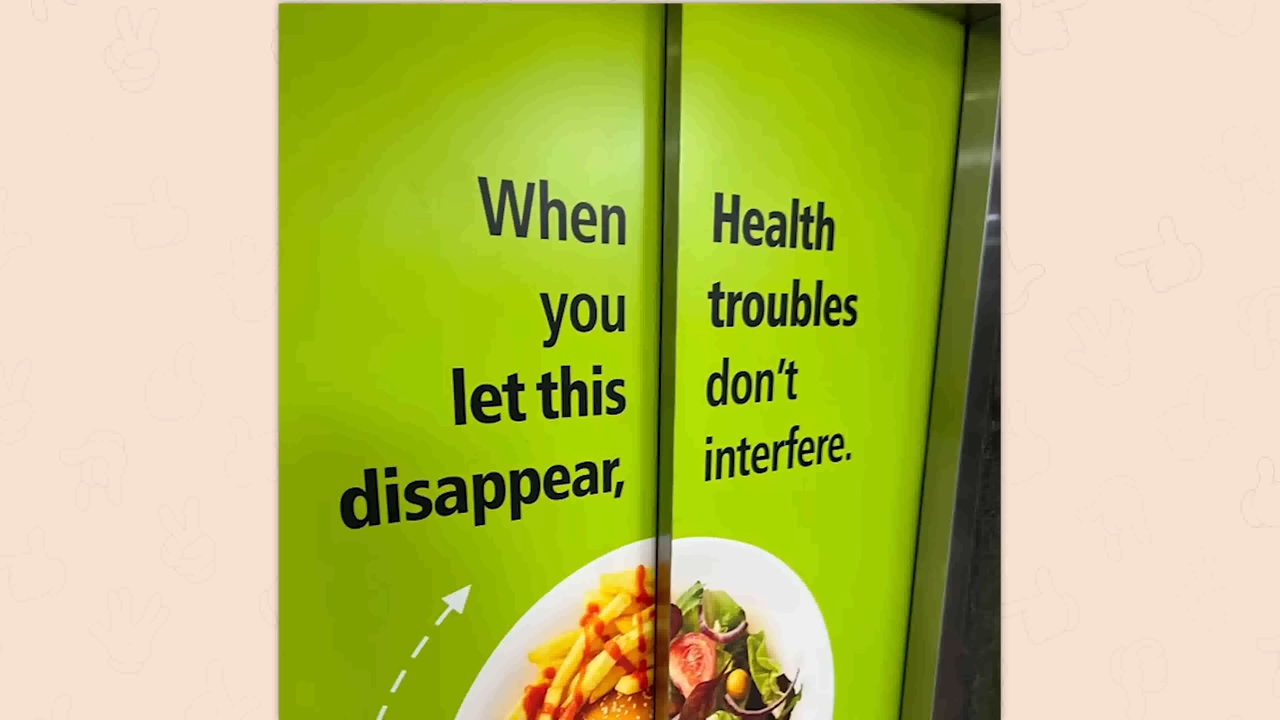 When
you
let this
disappear,
Health
troubles
don't
interfere.